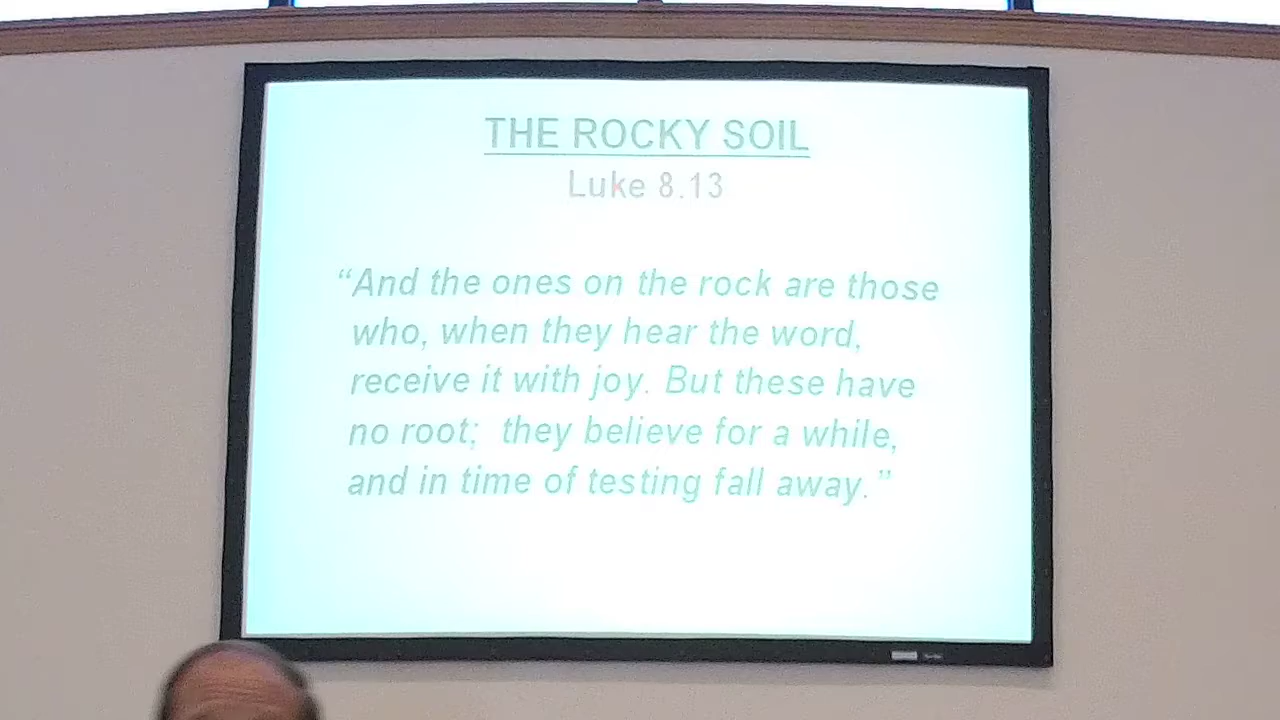 THE ROCKY SOIL
Luke 8.13
“And the ones on the rock are those
who, when they hear the word,
receive it with joy. But these have
no root;  they believe for a while,
and in time of testing fall away.”